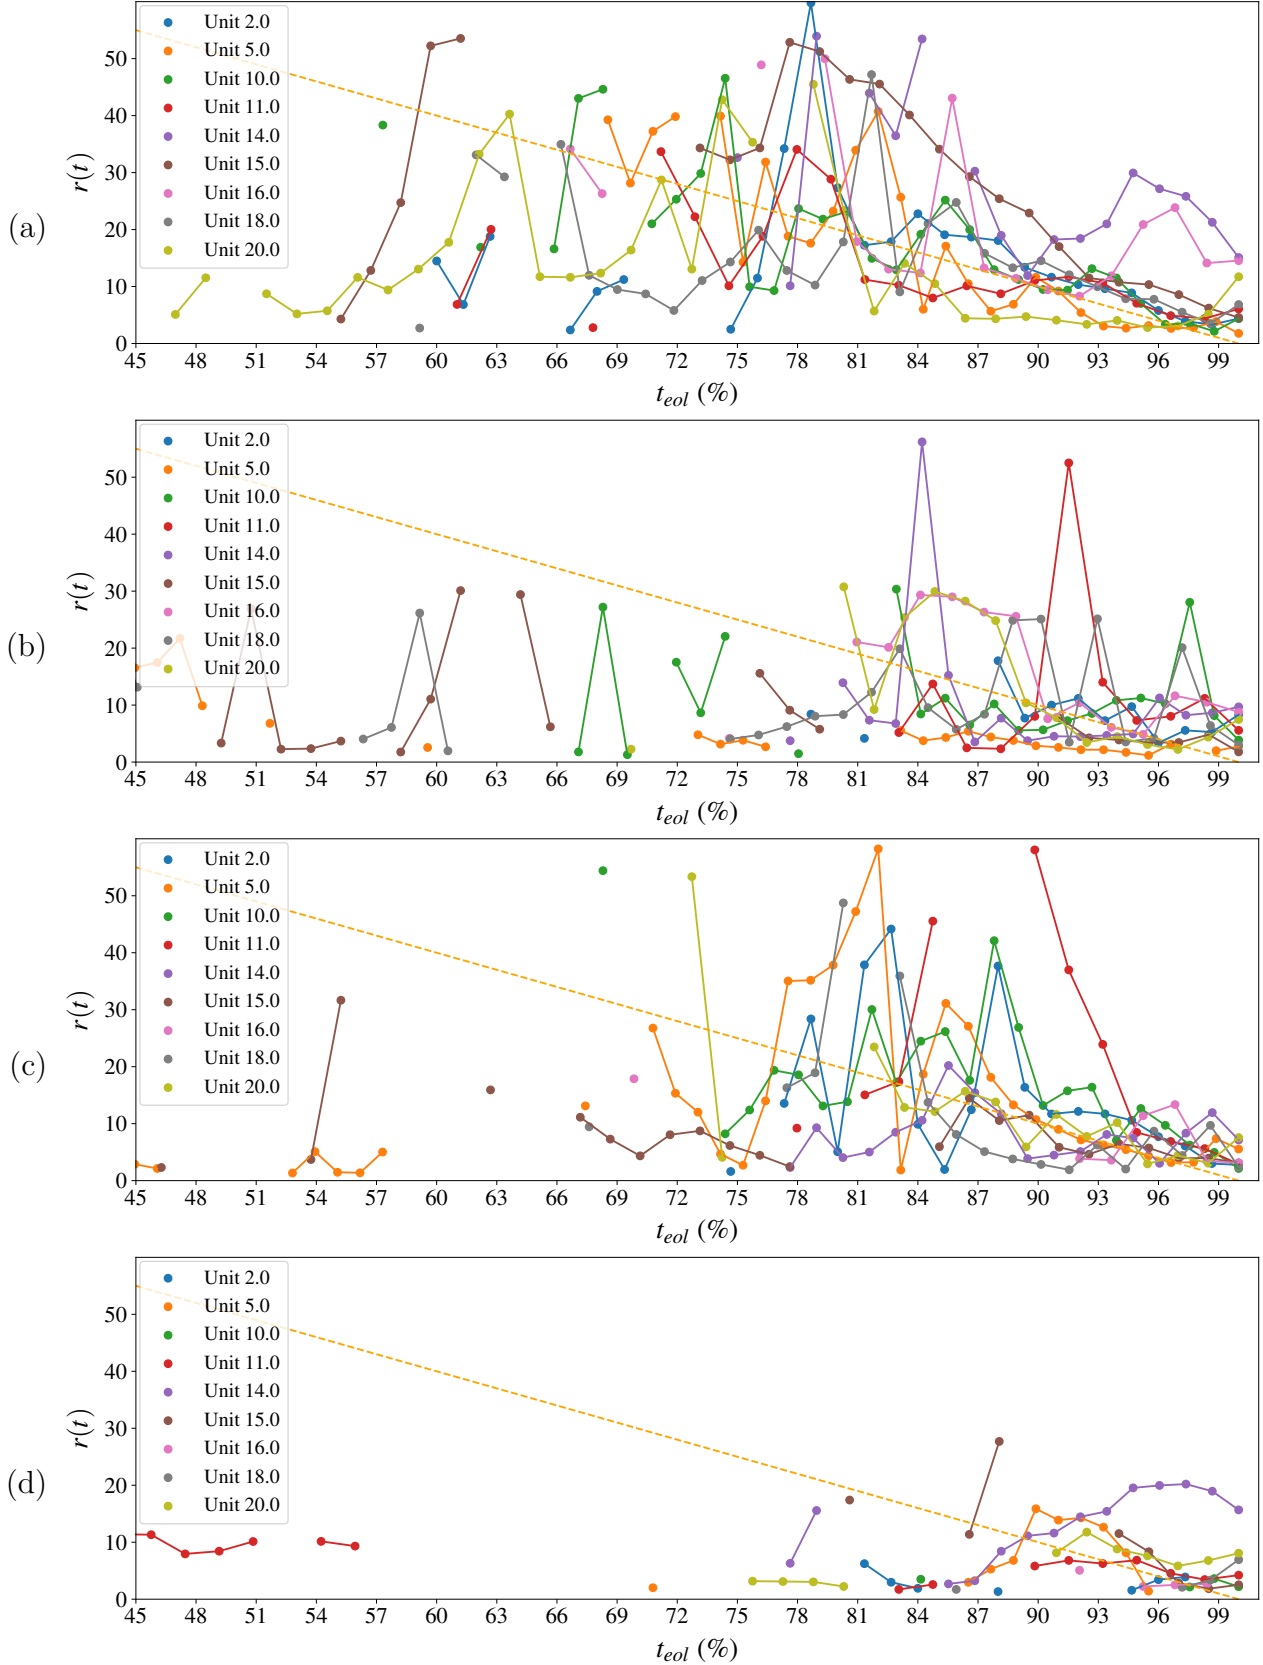 (a)
r(t)
50
40
30
20
10
0
Unit 2.0
Unit 5.0
Unit 10.0
Unit 11.0
Unit 14.0
Unit 15.0
Unit 16.0
Unit 18.0
Unit 20.0
45 48 51 54 57 60 63 66 69 72 75 78 81 84 87 90 93 96 99
t_eol (%)
(b)
r(t)
50
40
30
20
10
0
Unit 2.0
Unit 5.0
Unit 10.0
Unit 11.0
Unit 14.0
Unit 15.0
Unit 16.0
Unit 18.0
Unit 20.0
45 48 51 54 57 60 63 66 69 72 75 78 81 84 87 90 93 96 99
t_eol (%)
(c)
r(t)
50
40
30
20
10
0
Unit 2.0
Unit 5.0
Unit 10.0
Unit 11.0
Unit 14.0
Unit 15.0
Unit 16.0
Unit 18.0
Unit 20.0
45 48 51 54 57 60 63 66 69 72 75 78 81 84 87 90 93 96 99
t_eol (%)
(d)
r(t)
50
40
30
20
10
0
Unit 2.0
Unit 5.0
Unit 10.0
Unit 11.0
Unit 14.0
Unit 15.0
Unit 16.0
Unit 18.0
Unit 20.0
45 48 51 54 57 60 63 66 69 72 75 78 81 84 87 90 93 96 99
t_eol (%)